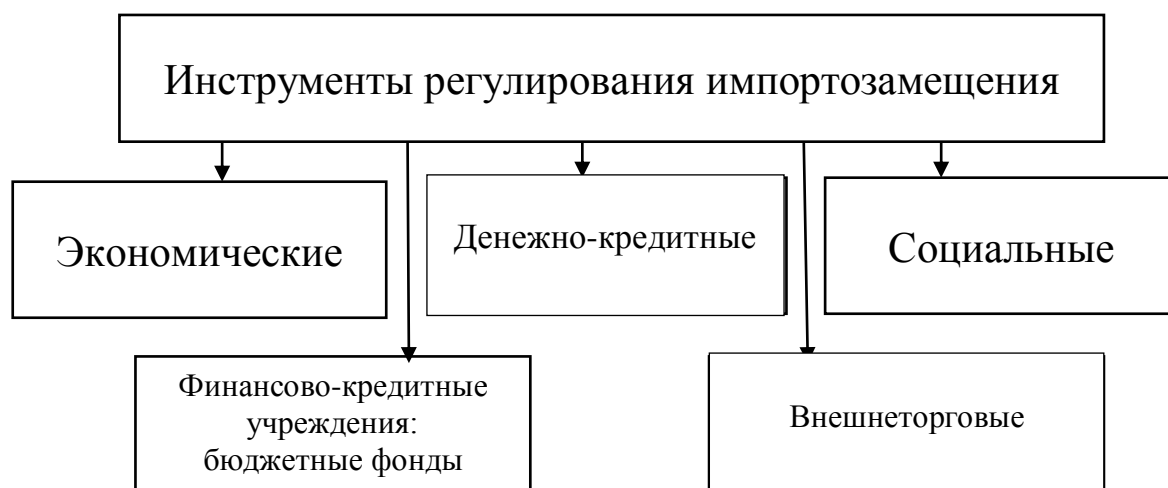 Инструменты регулирования импортозамещения
Экономические
Денежно-кредитные
Социальные
Финансово-кредитные
учреждения:
бюджетные фонды
Внешнеторговые